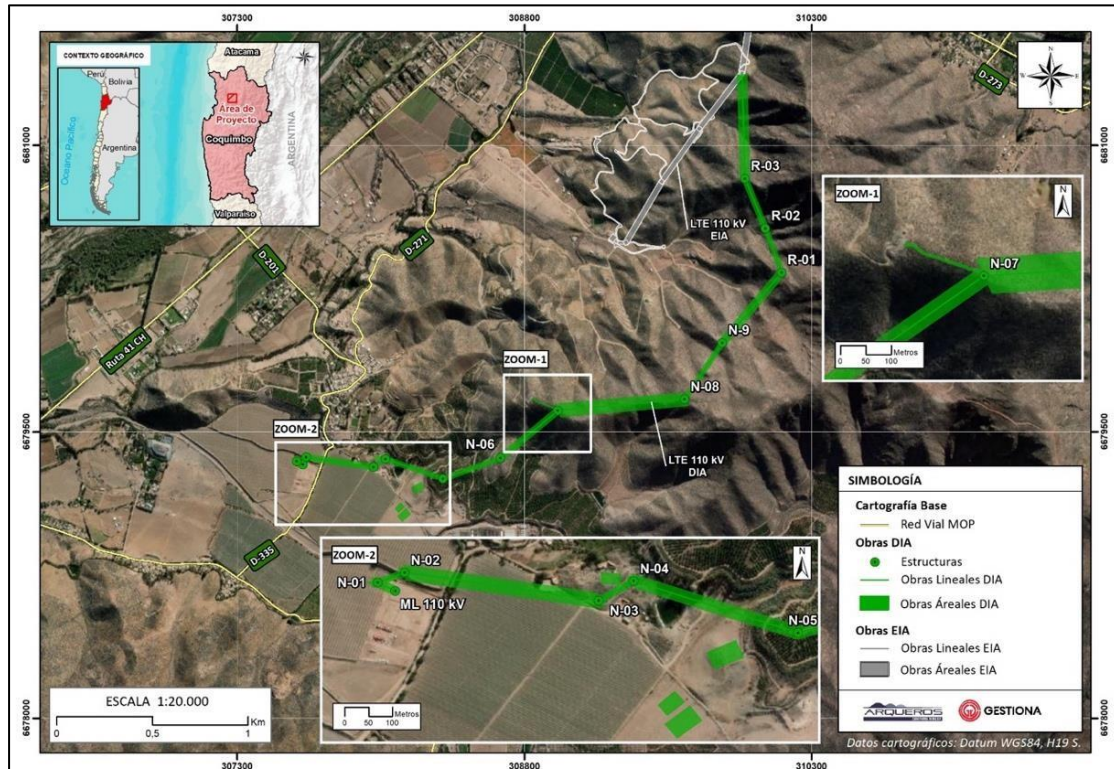 307300
308800
310300
CONTEXTO GEOGRÁFICO
Perú
Bolivia
Argentina
Oceano Pacífico
Atacama
Área de
Proyecto
Coquimbo
ARGENTINA
Valparaíso
N
S
D-273
6681000
6681000
D-271
D-201
Ruta 41 CH
R-03
R-02
LTE 110 kV
EIA
R-01
N-9
ZOOM-1
N
N-07
0 50 100
Metros
ZOOM-1
N-08
LTE 110 kV
DIA
6679500
6679500
ZOOM-2
N-06
D-335
ZOOM-2
N
N-02
N-01
ML 110 kV
N-04
N-03
N-05
0 50 100
Metros
SIMBOLOGÍA
Cartografía Base
Red Vial MOP
Obras DIA
Estructuras
Obras Lineales DIA
Obras Áreales DIA
Obras EIA
Obras Lineales EIA
Obras Áreales EIA
ARQUEROS
GESTIONA
Datos cartográficos: Datum WGS84, H19 S.
ESCALA 1:20.000
0 0,5 1
Km
6678000
6678000
307300
308800
310300